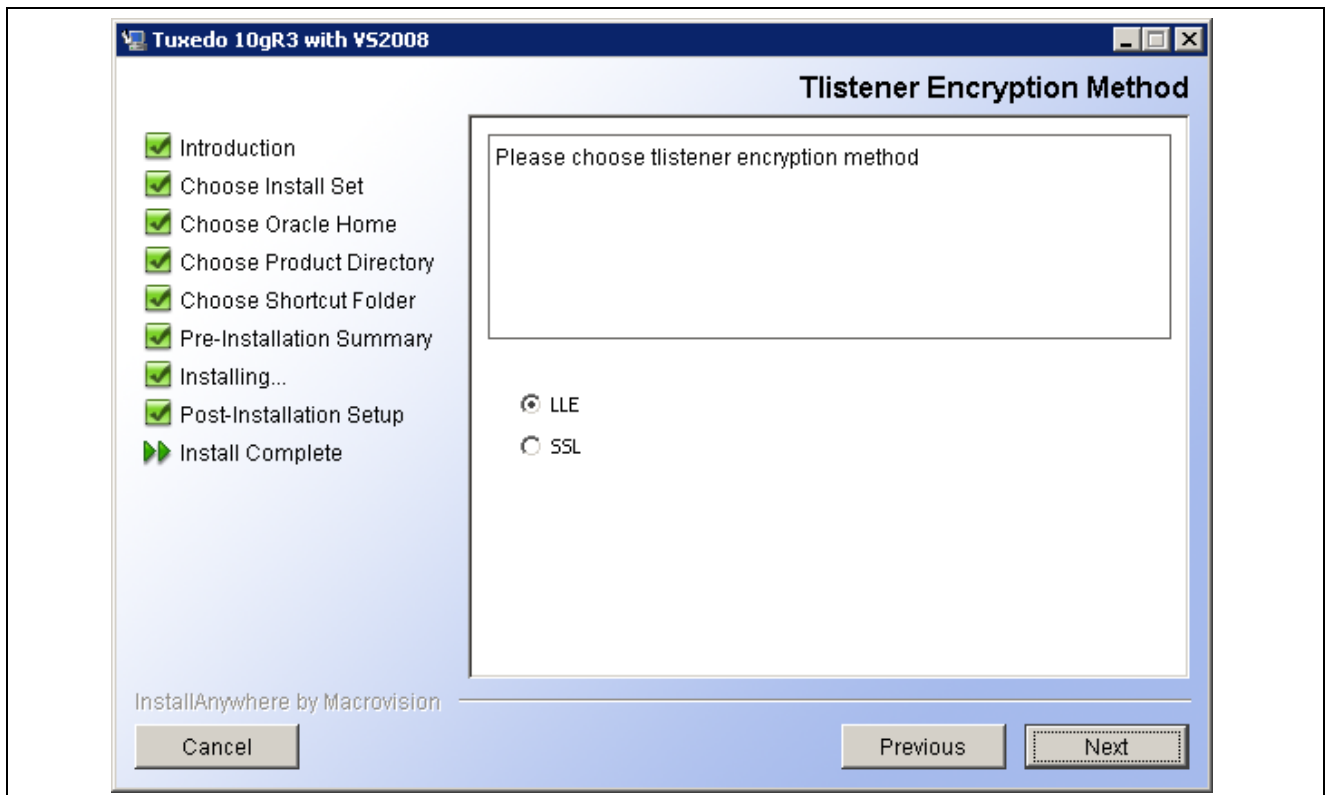 Tuxedo 10gR3 with VS2008
Tlistener Encryption Method
Introduction
Choose Install Set
Choose Oracle Home
Choose Product Directory
Choose Shortcut Folder
Pre-Installation Summary
Installing...
Post-Installation Setup
Install Complete
Please choose tlistener encryption method
LLE
SSL
InstallAnywhere by Macrovision
Cancel
Previous
Next